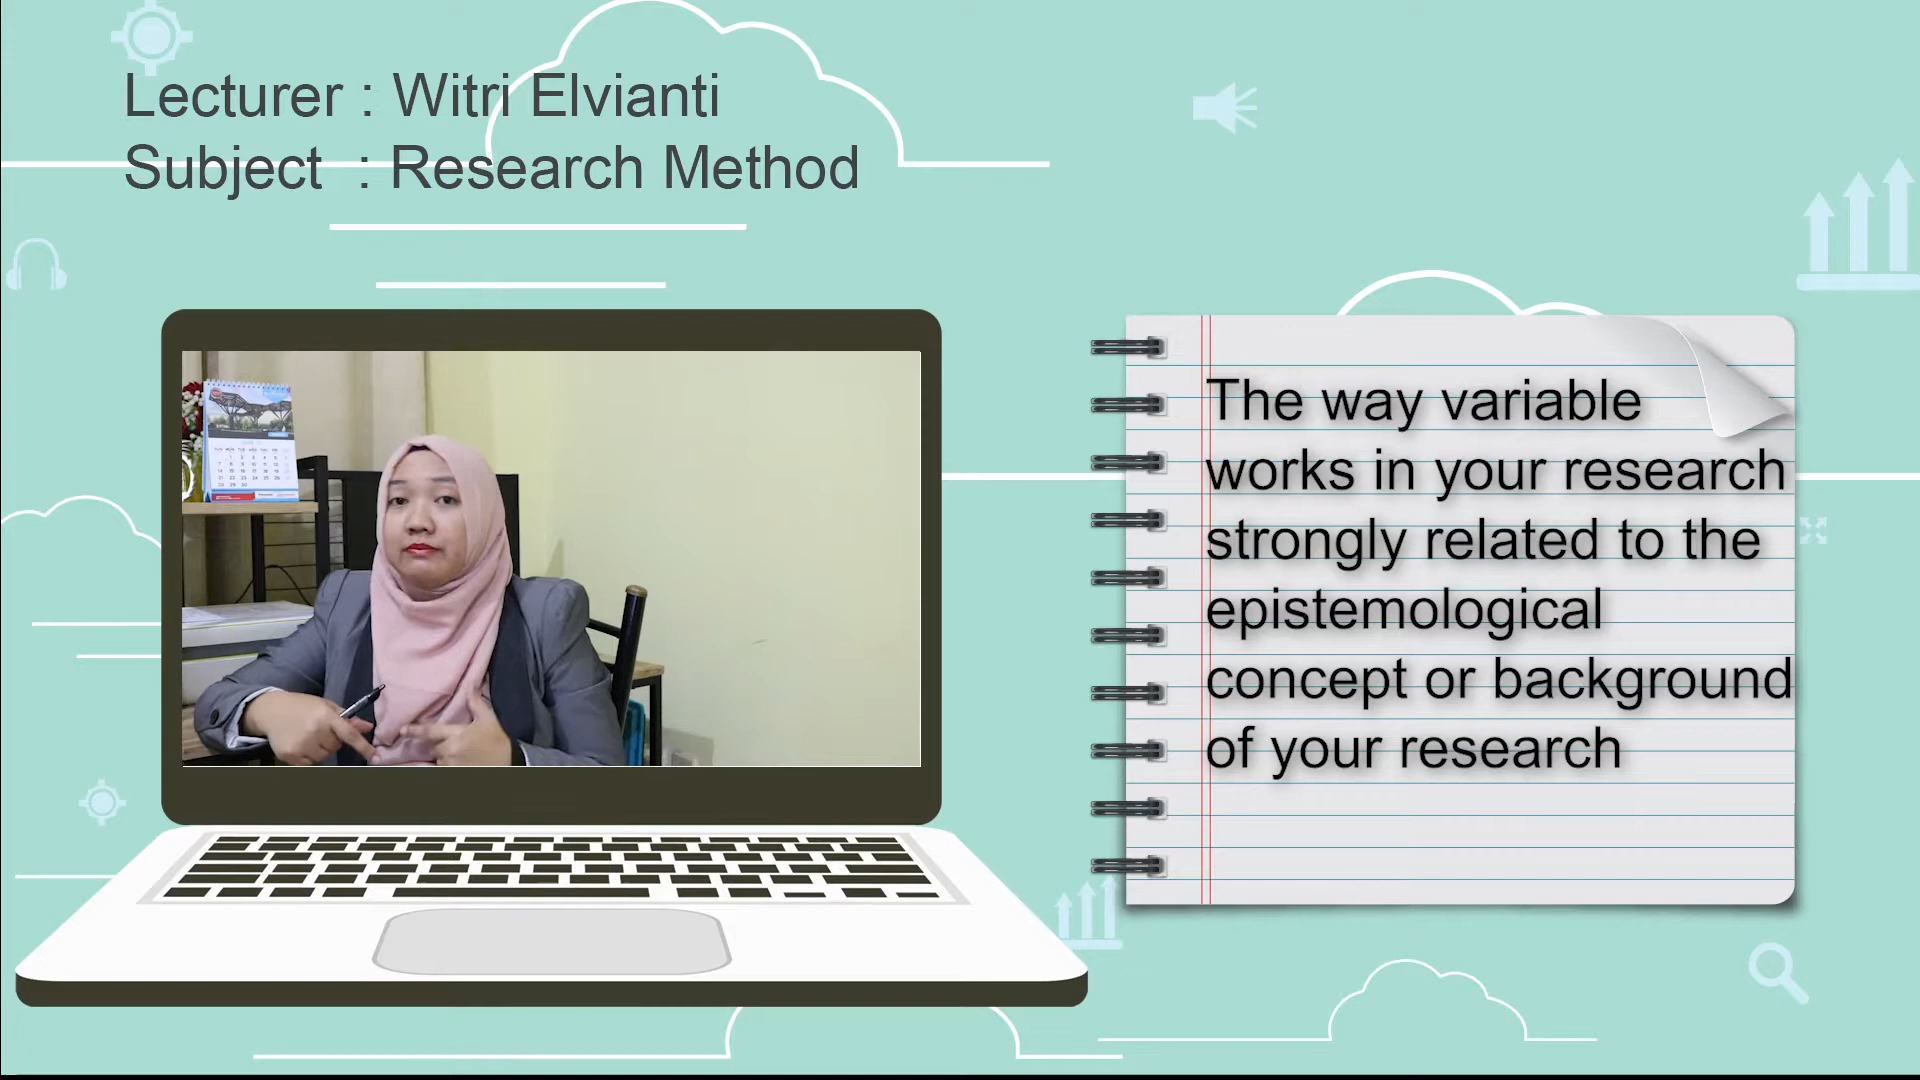 Lecturer : Witri Elvianti
Subject : Research Method
The way variable
works in your research
strongly related to the
epistemological
concept or background
of your research